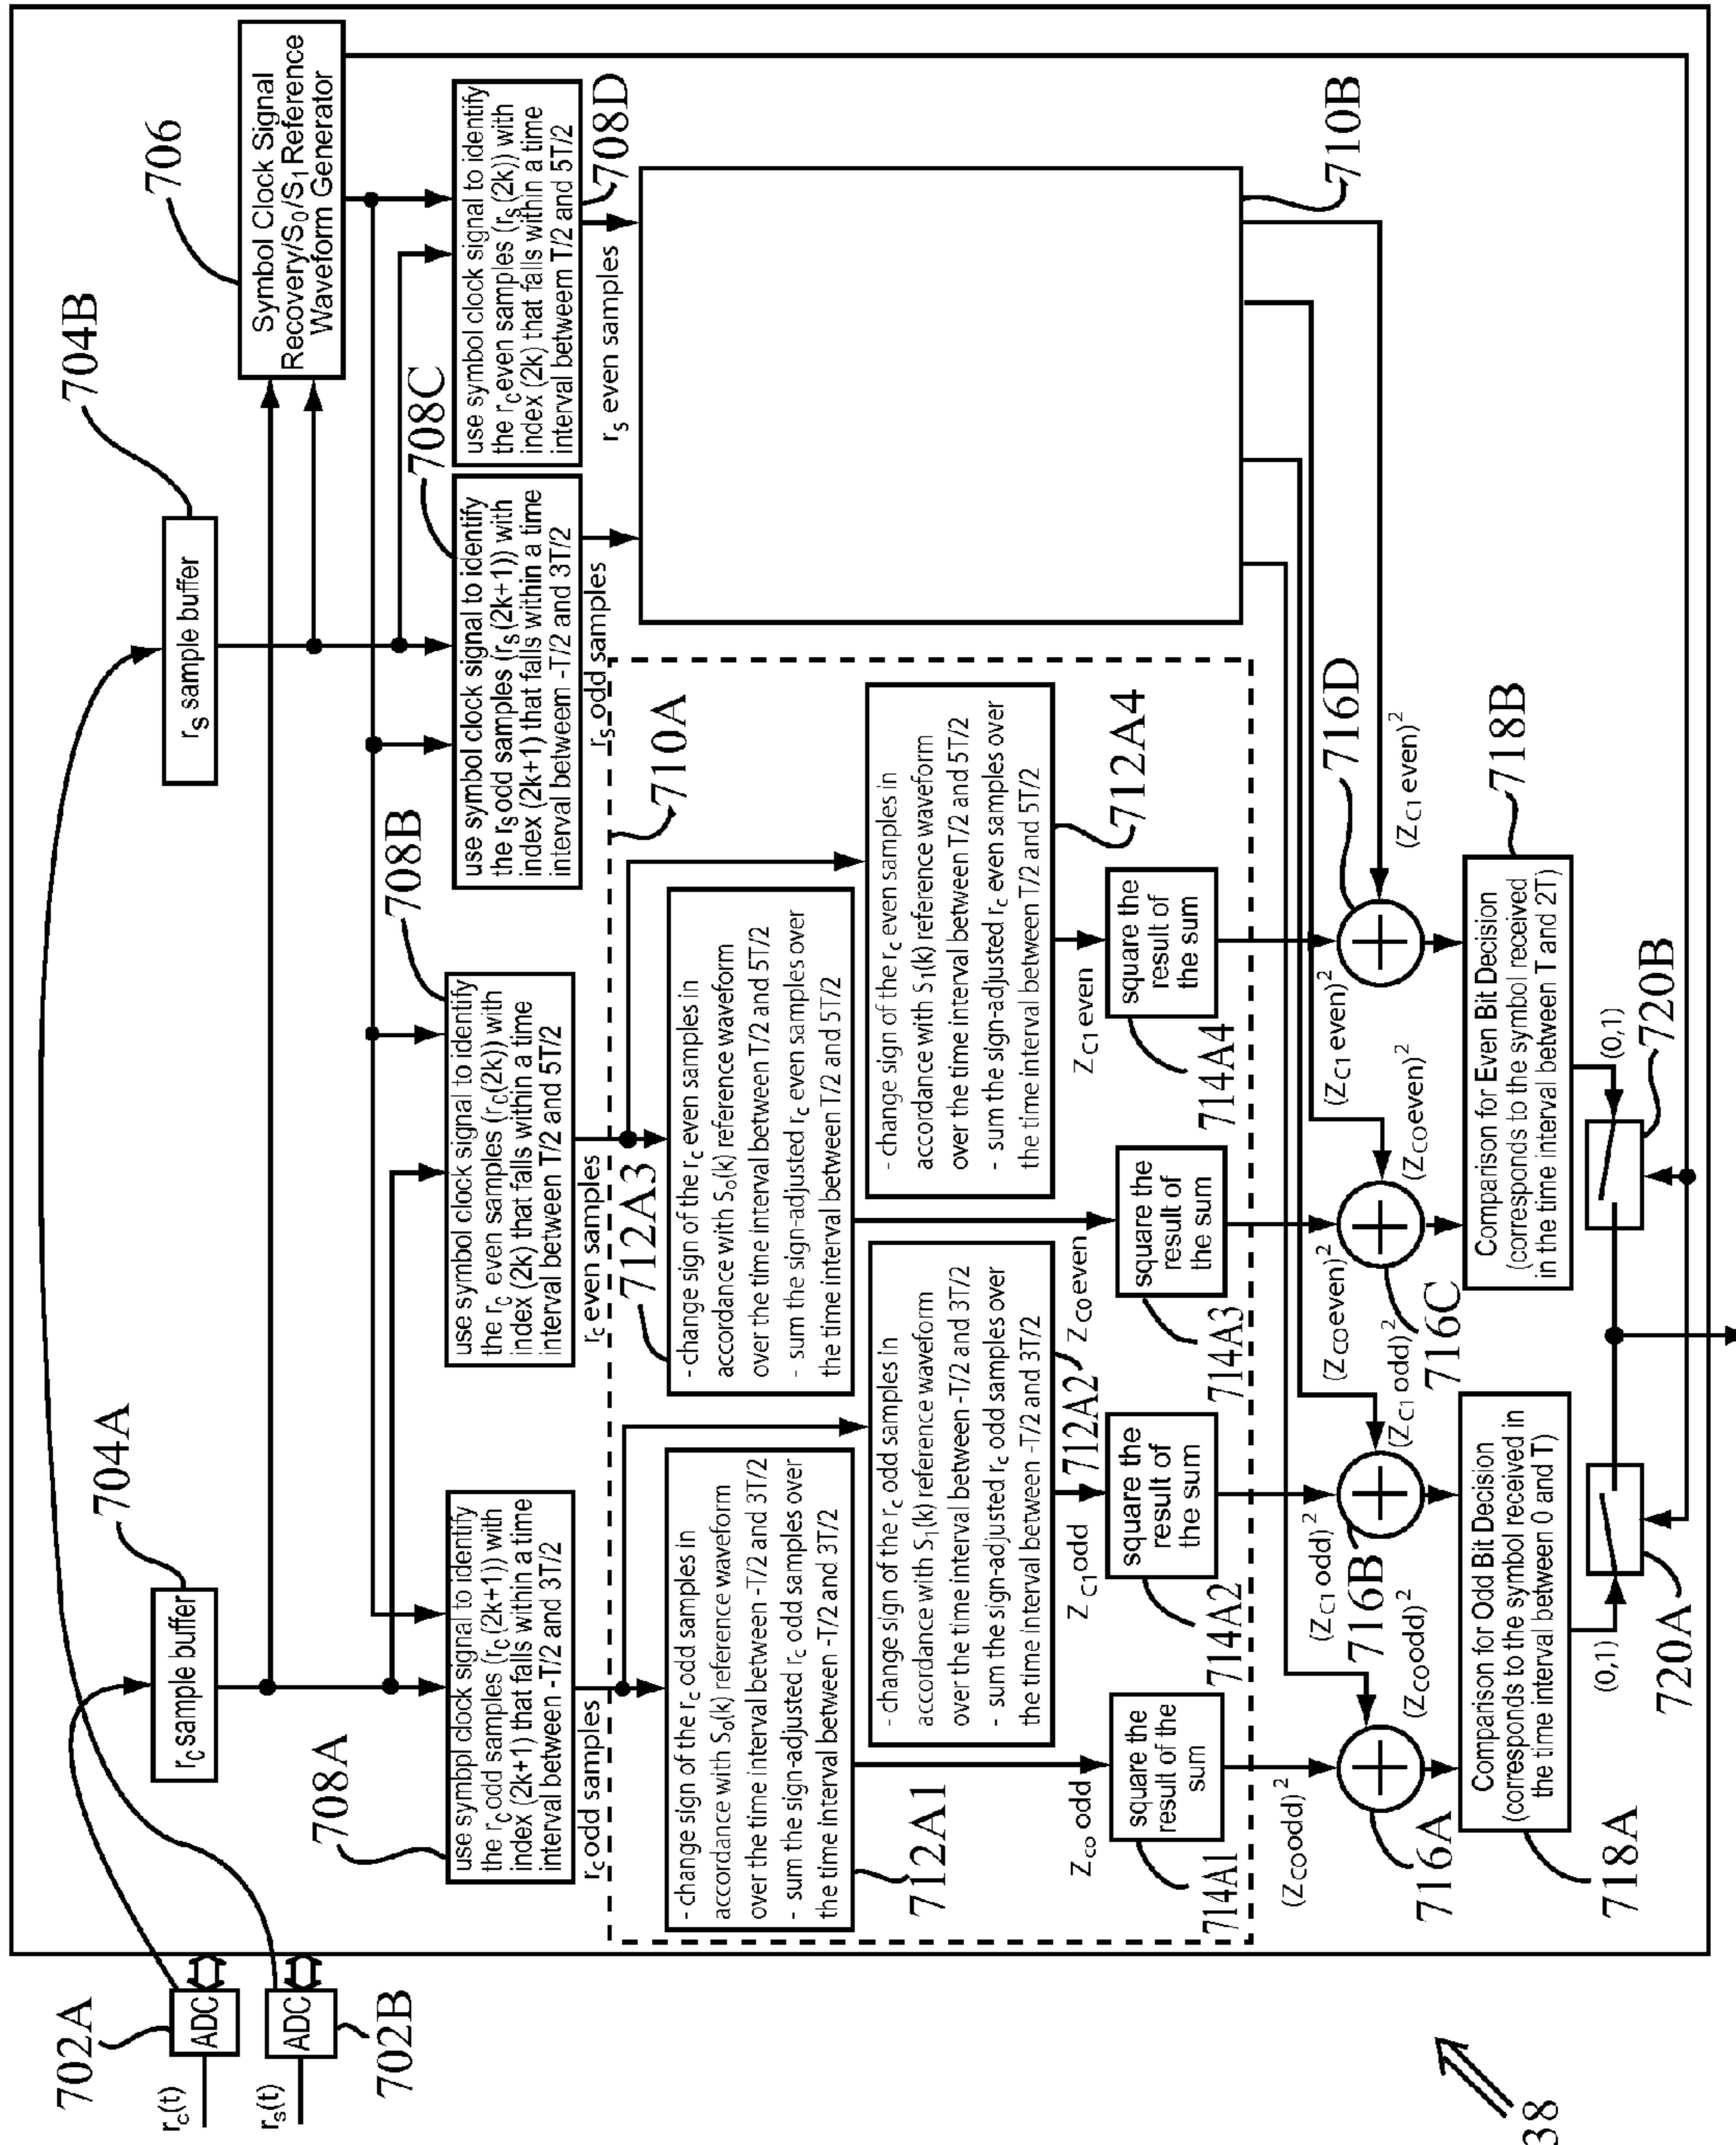 702A
r_c(t)
ADC
r_s(t)
ADC
702B
38
704A
r_c sample buffer
704B
r_s sample buffer
706
Symbol Clock Signal
Recovery/S_0/S_1 Reference
Waveform Generator
708A
use symbpl clock signal to identify
the r_c odd samples (r_c(2k+1)) with
index (2k+1) that falls within a time
interval between -T/2 and 3T/2
r_c odd samples
708B
use symbol clock signal to identify
the r_c even samples (r_c(2k)) with
index (2k) that falls within a time
interval between T/2 and 5T/2
r_c even samples
708C
use symbol clock signal to identify
the r_s odd samples (r_s(2k+1)) with
index (2k+1) that falls within a time
interval betweem -T/2 and 3T/2
r_s odd samples
708D
use symbol clock signal to identify
the r_c even samples (r_s(2k)) with
index (2k) that falls within a time
interval betweem T/2 and 5T/2
r_s even samples
710A
710B
712A1
- change sign of the r_c odd samples in
accordance with S_0(k) reference waveform
over the time interval between -T/2 and 3T/2
- sum the sign-adjusted r_c odd samples over
the time interval between -T/2 and 3T/2
712A2
- change sign of the r_c odd samples in
accordance with S_1(k) reference waveform
over the time interval between -T/2 and 3T/2
- sum the sign-adjusted r_c odd samples over
the time interval between -T/2 and 3T/2
712A3
- change sign of the r_c even samples in
accordance with S_0(k) reference waveform
over the time interval between T/2 and 5T/2
- sum the sign-adjusted r_c even samples over
the time interval between T/2 and 5T/2
712A4
- change sign of the r_c even samples in
accordance with S_1(k) reference waveform
over the time interval between T/2 and 5T/2
- sum the sign-adjusted r_c even samples over
the time interval between T/2 and 5T/2
Z_C0 odd
Z_C1 odd
Z_C0 even
Z_C1 even
714A1
square the
result of the
sum
714A2
square the
result of
the sum
714A3
square the
result of
the sum
714A4
square the
result of
the sum
(Z_C0 odd)^2
(Z_C1 odd)^2
(Z_C0 even)^2
(Z_C1 even)^2
716A
716B
716C
716D
(Z_C0 odd)^2
(Z_C1 odd)^2
(Z_C0 even)^2
(Z_C1 even)^2
718A
Comparison for Odd Bit Decision
(corresponds to the symbol received in
the time interval between 0 and T)
718B
Comparison for Even Bit Decision
(corresponds to the symbol received
in the time interval between T and 2T)
(0,1)
(0,1)
720A
720B